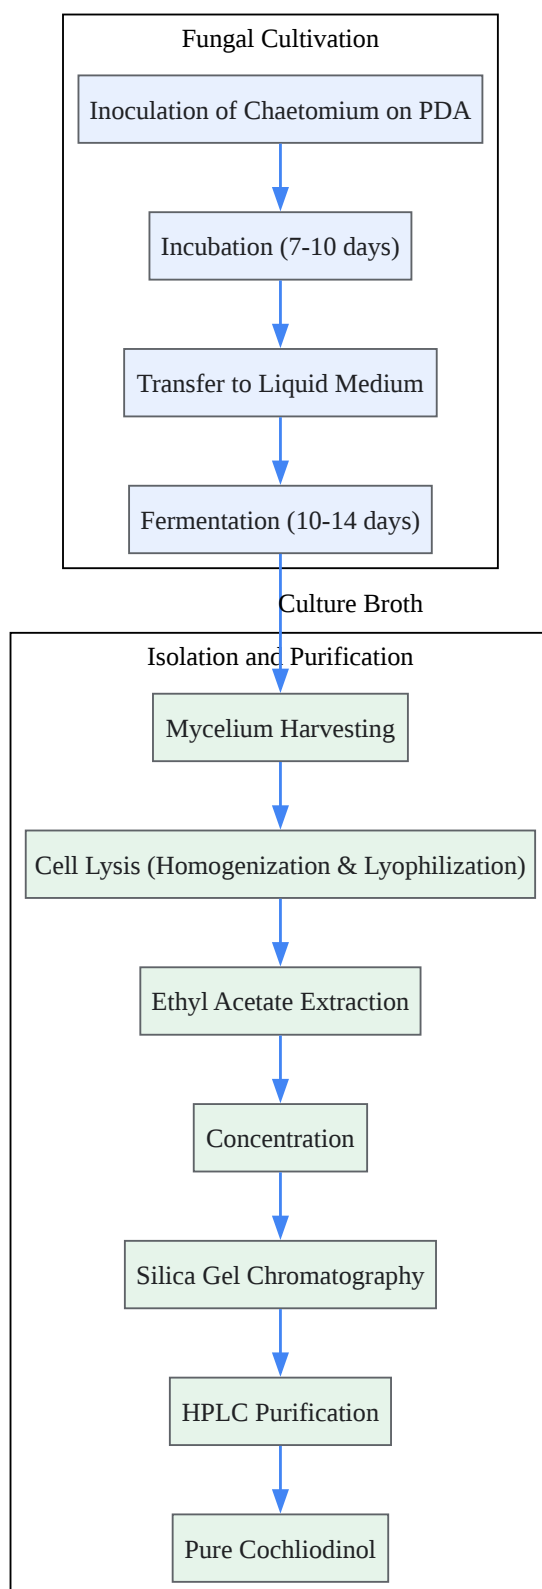 Fungal Cultivation
Inoculation of Chaetomium on PDA
Incubation (7-10 days)
Transfer to Liquid Medium
Fermentation (10-14 days)
Culture Broth
Isolation and Purification
Mycelium Harvesting
Cell Lysis (Homogenization & Lyophilization)
Ethyl Acetate Extraction
Concentration
Silica Gel Chromatography
HPLC Purification
Pure Cochliodinol